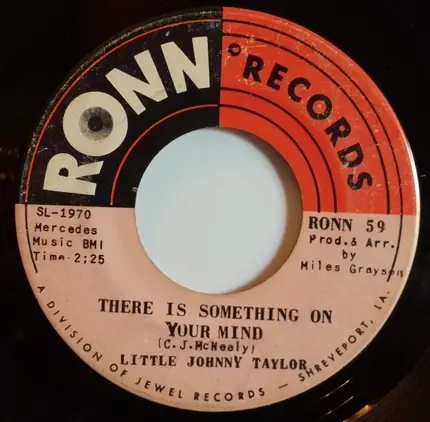 RONN RECORDS
SL-1970
Mercedes
Music BMI
Time 2;25
RONN 59
Prod.& Arr.
by
Miles Grayson
THERE IS SOMETHING ON
YOUR MIND
(C.J.McNeely)
LITTLE JOHNNY TAYLOR
A DIVISION OF JEWEL RECORDS - SHREVEPORT, LA.